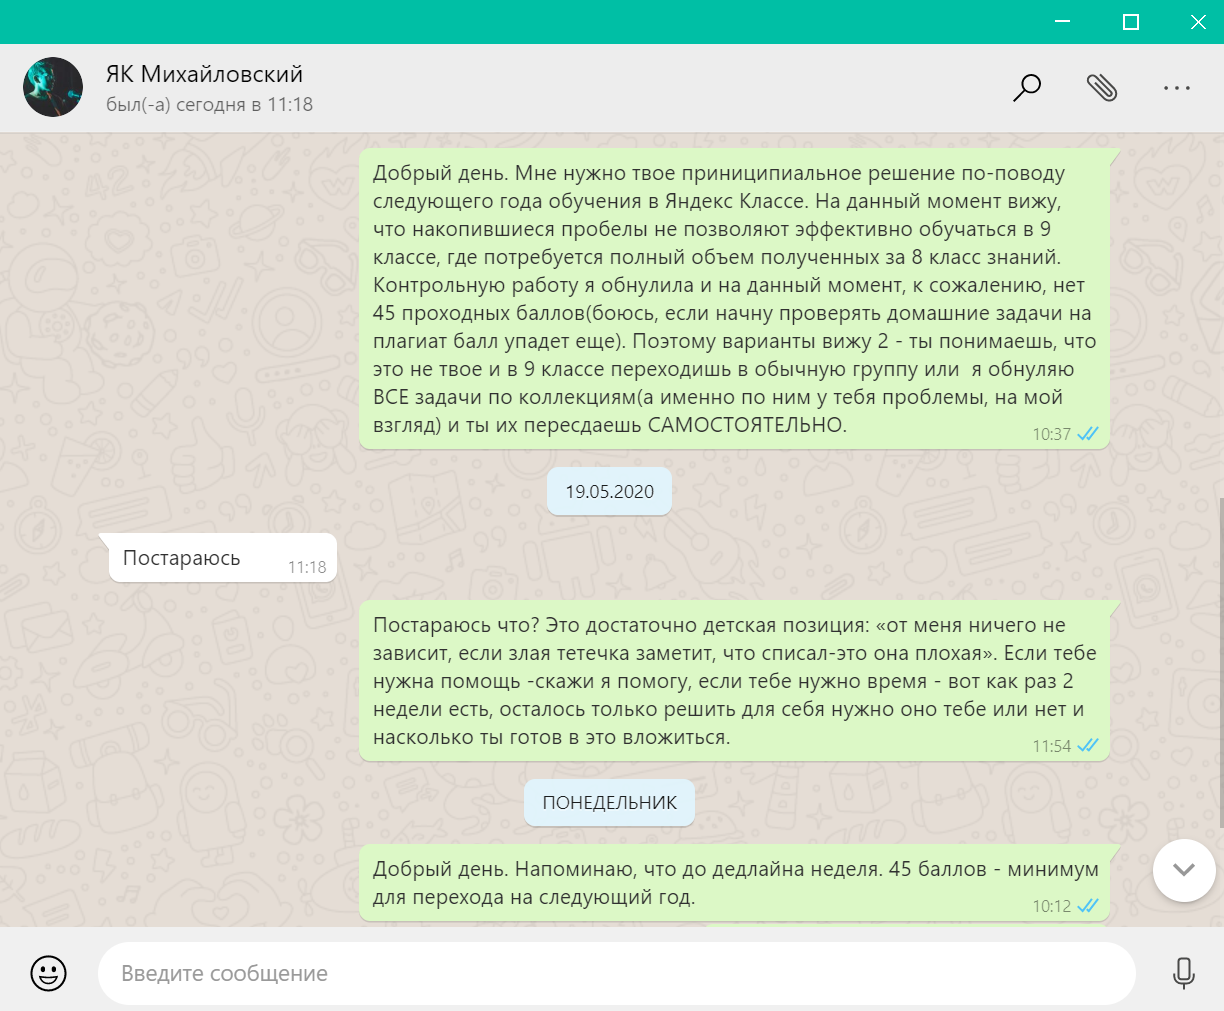 ЯК Михайловский
был(-а) сегодня в 11:18
Добрый день. Мне нужно твое приниципиальное решение по-поводу
следующего года обучения в Яндекс Классе. На данный момент вижу,
что накопившиеся пробелы не позволяют эффективно обучаться в 9
классе, где потребуется полный объем полученных за 8 класс знаний.
Контрольную работу я обнулила и на данный момент, к сожалению, нет
45 проходных баллов(боюсь, если начну проверять домашние задачи на
плагиат балл упадет еще). Поэтому варианты вижу 2 - ты понимаешь, что
это не твое и в 9 классе переходишь в обычную группу или  я обнуляю
ВСЕ задачи по коллекциям(а именно по ним у тебя проблемы, на мой
взгляд) и ты их пересдаешь САМОСТОЯТЕЛЬНО.
10:37
19.05.2020
Постараюсь
11:18
Постараюсь что? Это достаточно детская позиция: «от меня ничего не
зависит, если злая тетечка заметит, что списал-это она плохая». Если тебе
нужна помощь -скажи я помогу, если тебе нужно время - вот как раз 2
недели есть, осталось только решить для себя нужно оно тебе или нет и
насколько ты готов в это вложиться.
11:54
ПОНЕДЕЛЬНИК
Добрый день. Напоминаю, что до дедлайна неделя. 45 баллов - минимум
для перехода на следующий год.
10:12
Введите сообщение